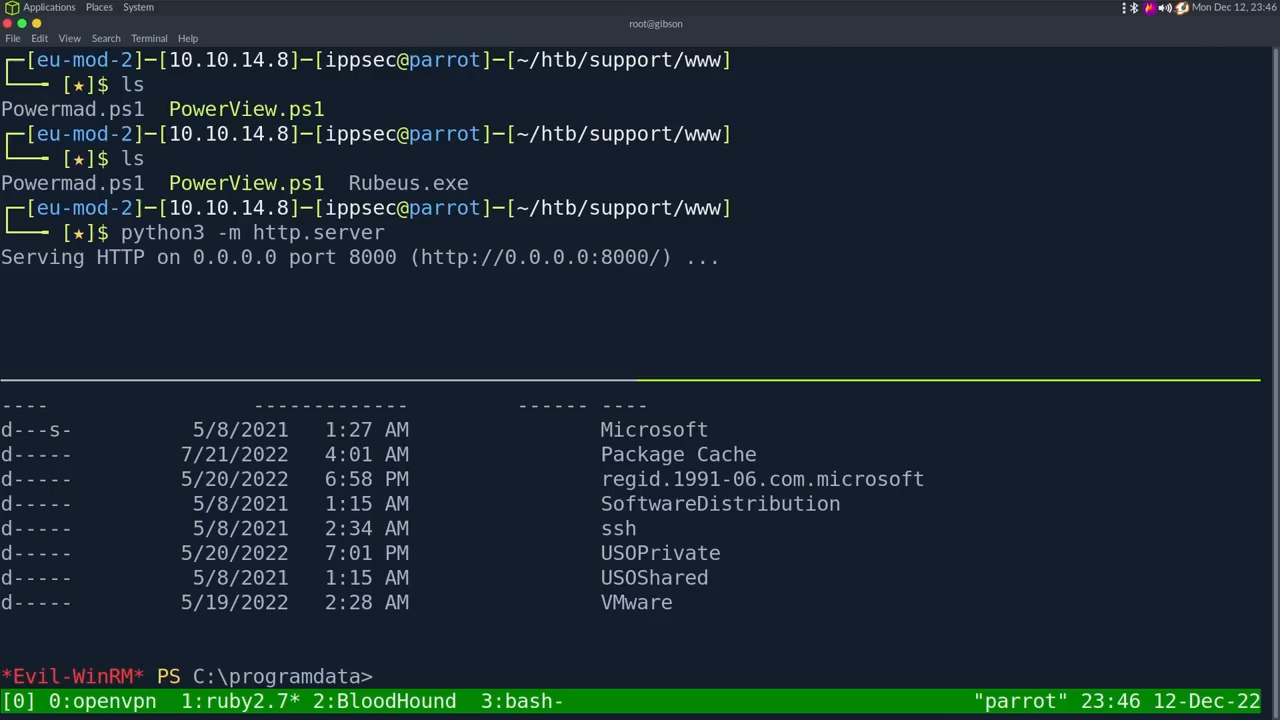 Applications Places System Mon Dec 12, 23:46
root@gibson
File Edit View Search Terminal Help
┌─[eu-mod-2]─[10.10.14.8]─[ippsec@parrot]─[~/htb/support/www]
└──╼ [★]$ ls
Powermad.ps1  PowerView.ps1
┌─[eu-mod-2]─[10.10.14.8]─[ippsec@parrot]─[~/htb/support/www]
└──╼ [★]$ ls
Powermad.ps1  PowerView.ps1  Rubeus.exe
┌─[eu-mod-2]─[10.10.14.8]─[ippsec@parrot]─[~/htb/support/www]
└──╼ [★]$ python3 -m http.server
Serving HTTP on 0.0.0.0 port 8000 (http://0.0.0.0:8000/) ...
----                 -------------         ------ ----
d---s-          5/8/2021   1:27 AM                Microsoft
d-----         7/21/2022   4:01 AM                Package Cache
d-----         5/20/2022   6:58 PM                regid.1991-06.com.microsoft
d-----          5/8/2021   1:15 AM                SoftwareDistribution
d-----          5/8/2021   2:34 AM                ssh
d-----         5/20/2022   7:01 PM                USOPrivate
d-----          5/8/2021   1:15 AM                USOShared
d-----         5/19/2022   2:28 AM                VMware
*Evil-WinRM* PS C:\programdata>
[0] 0:openvpn  1:ruby2.7* 2:BloodHound  3:bash- "parrot" 23:46 12-Dec-22